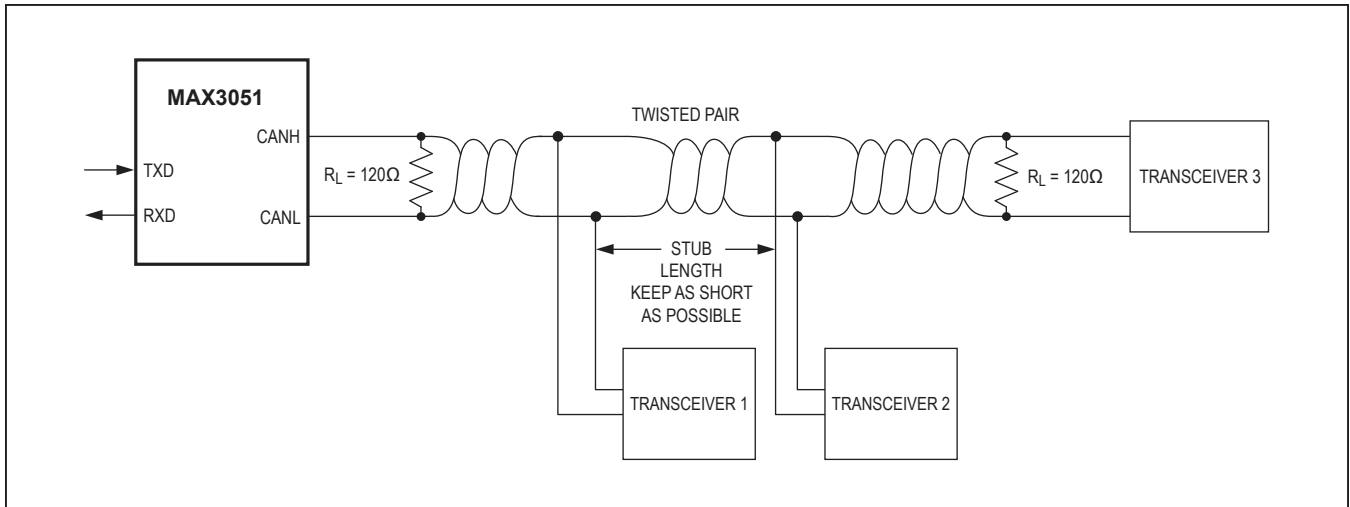 MAX3051
TXD
RXD
CANH
CANL
RL = 120Ω
TWISTED PAIR
STUB
LENGTH
KEEP AS SHORT
AS POSSIBLE
RL = 120Ω
TRANSCEIVER 3
TRANSCEIVER 1
TRANSCEIVER 2